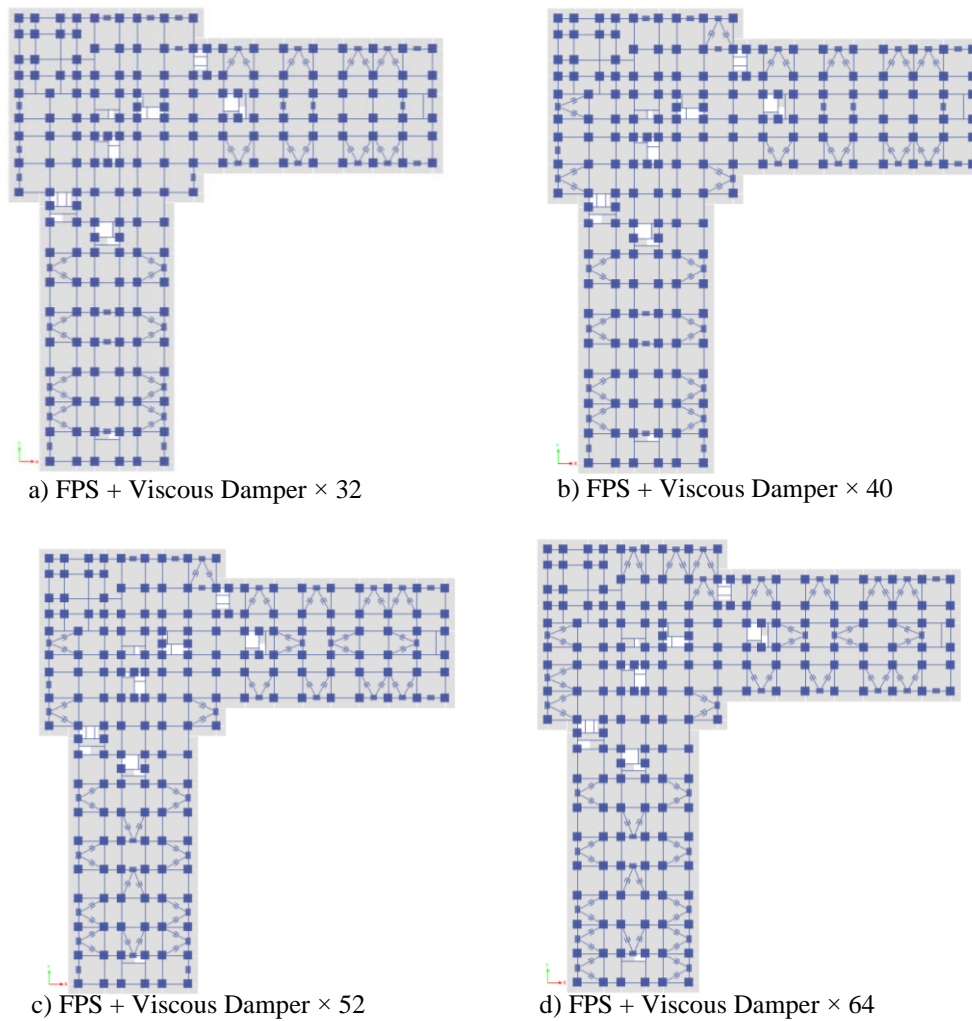 a) FPS + Viscous Damper × 32
b) FPS + Viscous Damper × 40
c) FPS + Viscous Damper × 52
d) FPS + Viscous Damper × 64